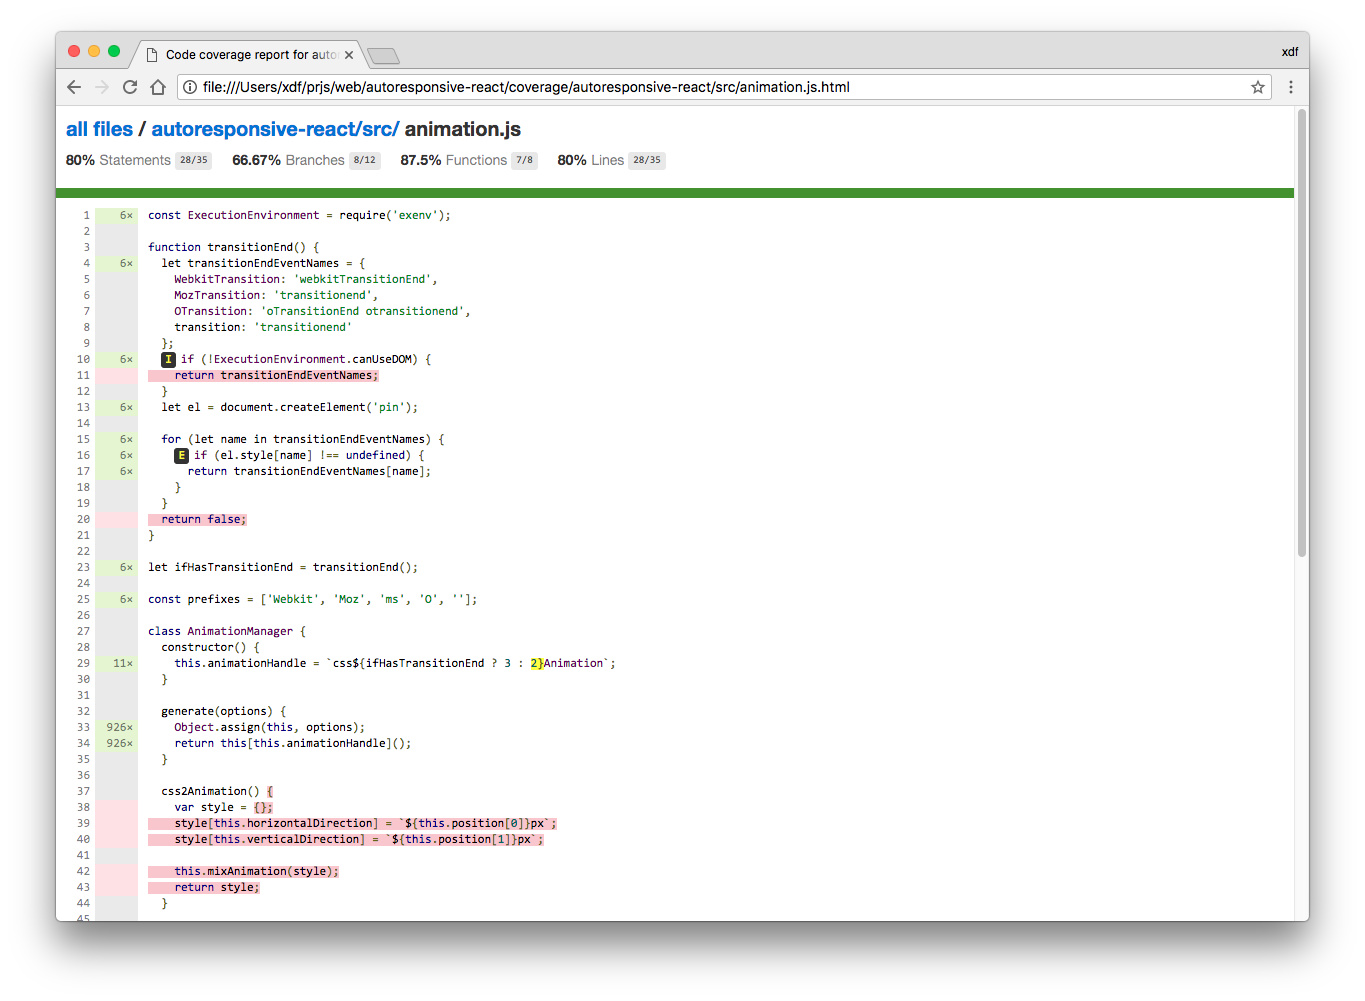 Code coverage report for auto
xdf
file:///Users/xdf/prjs/web/autoresponsive-react/coverage/autoresponsive-react/src/animation.js.html
all files / autoresponsive-react/src/ animation.js
80% Statements 28/35 66.67% Branches 8/12 87.5% Functions 7/8 80% Lines 28/35
1 6× const ExecutionEnvironment = require('exenv');
2
3 function transitionEnd() {
4 6× let transitionEndEventNames = {
5 WebkitTransition: 'webkitTransitionEnd',
6 MozTransition: 'transitionend',
7 OTransition: 'oTransitionEnd otransitionend',
8 transition: 'transitionend'
9 };
10 6× I if (!ExecutionEnvironment.canUseDOM) {
11 return transitionEndEventNames;
12 }
13 6× let el = document.createElement('pin');
14
15 6× for (let name in transitionEndEventNames) {
16 6× E if (el.style[name] !== undefined) {
17 6× return transitionEndEventNames[name];
18 }
19 }
20 return false;
21 }
22
23 6× let ifHasTransitionEnd = transitionEnd();
24
25 6× const prefixes = ['Webkit', 'Moz', 'ms', 'O', ''];
26
27 class AnimationManager {
28 constructor() {
29 11× this.animationHandle = `css${ifHasTransitionEnd ? 3 : 2}Animation`;
30 }
31
32 generate(options) {
33 926× Object.assign(this, options);
34 926× return this[this.animationHandle]();
35 }
36
37 css2Animation() {
38 var style = {};
39 style[this.horizontalDirection] = `${this.position[0]}px`;
40 style[this.verticalDirection] = `${this.position[1]}px`;
41
42 this.mixAnimation(style);
43 return style;
44 }
45